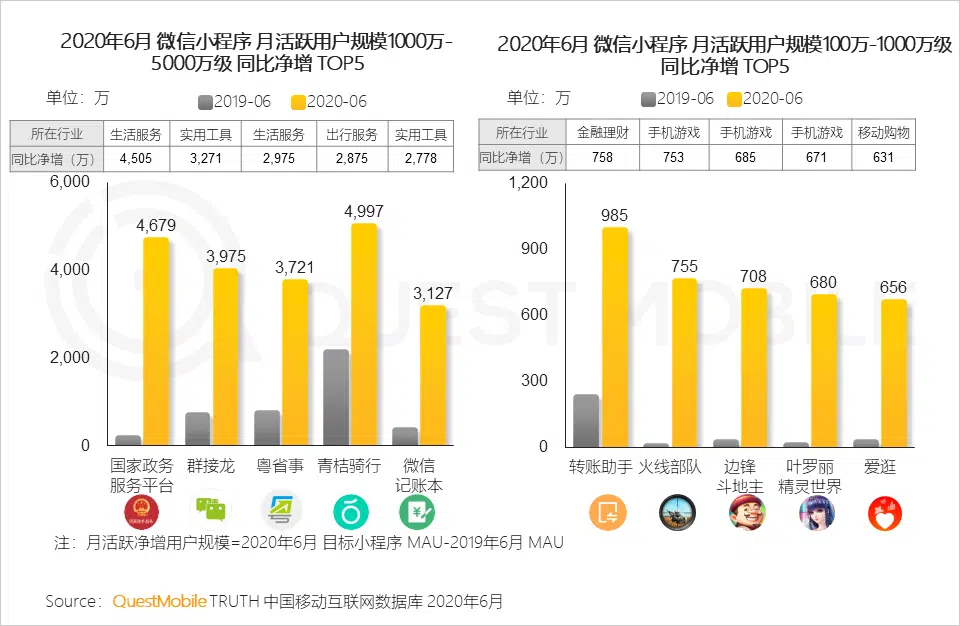 2020年6月 微信小程序 月活跃用户规模1000万-
5000万级 同比净增 TOP5
单位：万
2019-06 2020-06
所在行业 生活服务 实用工具 生活服务 出行服务 实用工具
同比净增（万） 4,505 3,271 2,975 2,875 2,778
6,000
4,000
2,000
0
4,679
3,975
3,721
4,997
3,127
国家政务 群接龙 粤省事 青桔骑行 微信
服务平台 记账本
2020年6月 微信小程序 月活跃用户规模100万-1000万级
同比净增 TOP5
单位：万
2019-06 2020-06
所在行业 金融理财 手机游戏 手机游戏 手机游戏 移动购物
同比净增（万） 758 753 685 671 631
1,200
900
600
300
0
985
755
708
680
656
转账助手 火线部队 边锋 叶罗丽 爱逛
斗地主 精灵世界
QUEST MOBILE
注：月活跃净增用户规模=2020年6月 目标小程序 MAU-2019年6月 MAU
Source：QuestMobile TRUTH 中国移动互联网数据库 2020年6月